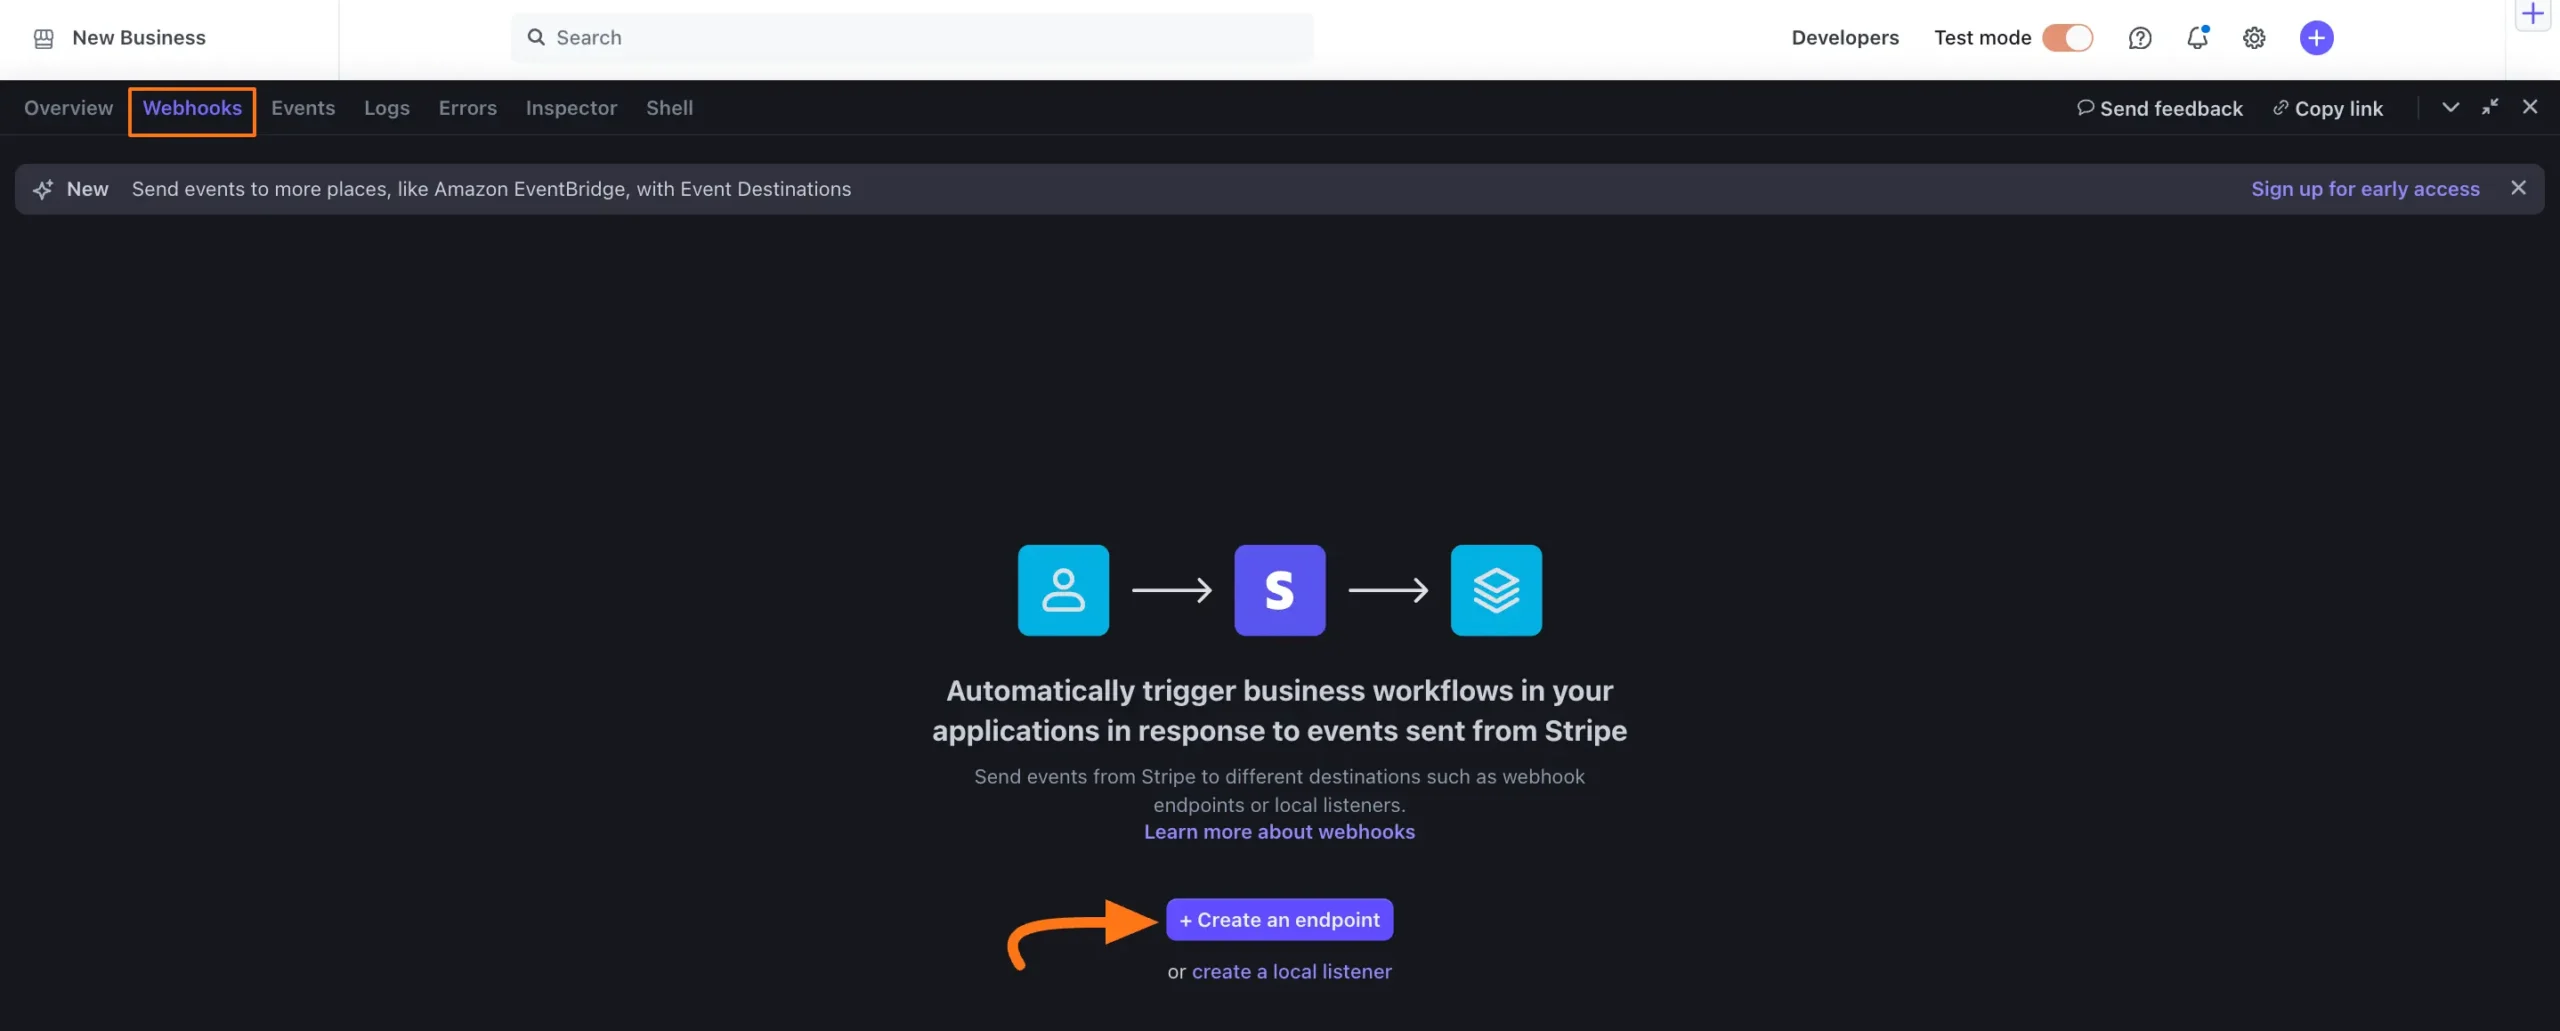 New Business
Search
Developers
Test mode
Overview
Webhooks
Events
Logs
Errors
Inspector
Shell
Send feedback
Copy link
New
Send events to more places, like Amazon EventBridge, with Event Destinations
Sign up for early access
S
Automatically trigger business workflows in your
applications in response to events sent from Stripe
Send events from Stripe to different destinations such as webhook
endpoints or local listeners.
Learn more about webhooks
+ Create an endpoint
or create a local listener